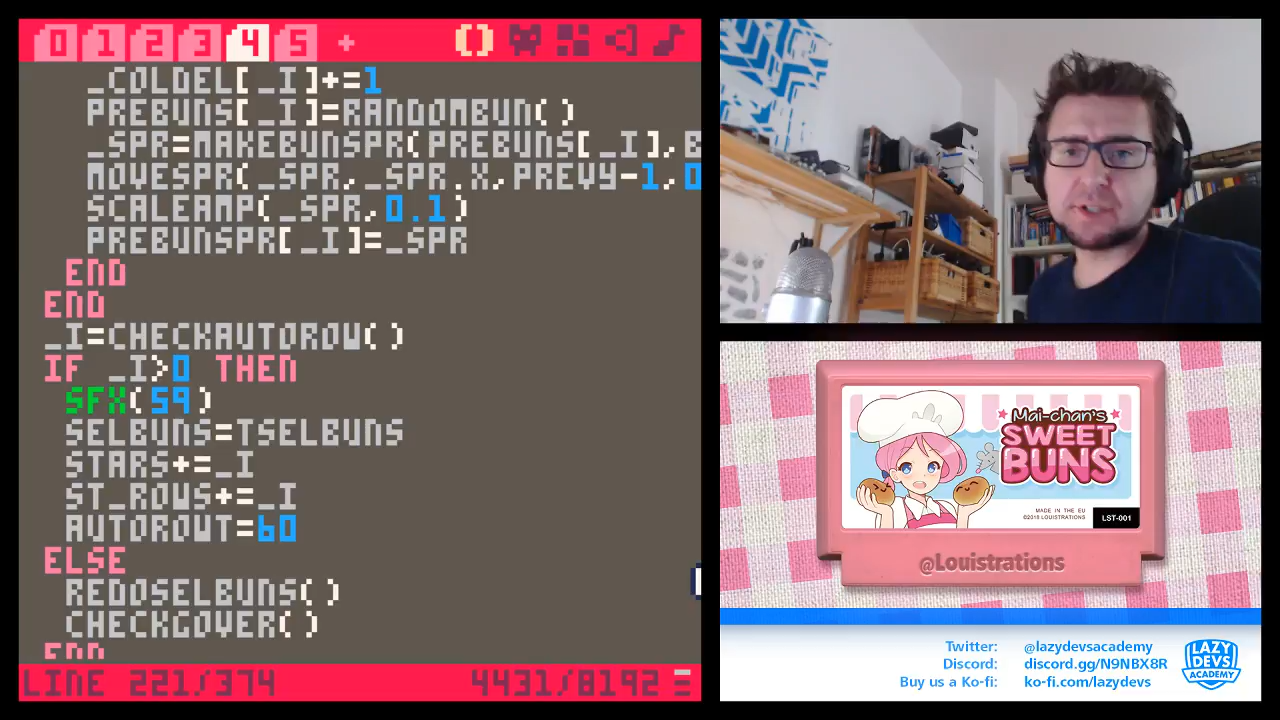 0 1 2 3 4 5 +
_COLDEL[_I]+=1
PREBUNS[_I]=RANDOMBUN()
_SPR=MAKEBUNSPR(PREBUNS[_I],B
MOVESPR(_SPR,_SPR.X,PREVY-1,0
SCALEAMP(_SPR,0.1)
PREBUNSPR[_I]=_SPR
END
END
_I=CHECKAUTOROW()
IF _I>0 THEN
SFX(59)
SELBUNS=TSELBUNS
STARS+=_I
ST_ROWS+=_I
AUTOROWT=60
ELSE
REDOSELBUNS()
CHECKGOVER()
END
LINE 221/374 4431/8192
Mai-chan's
SWEET
BUNS
MADE IN THE EU
©2018 LOUISTRATIONS
LST-001
@Louistrations
Twitter: @lazydevsacademy
Discord: discord.gg/N9NBX8R
Buy us a Ko-fi: ko-fi.com/lazydevs
LAZY
DEVS
ACADEMY